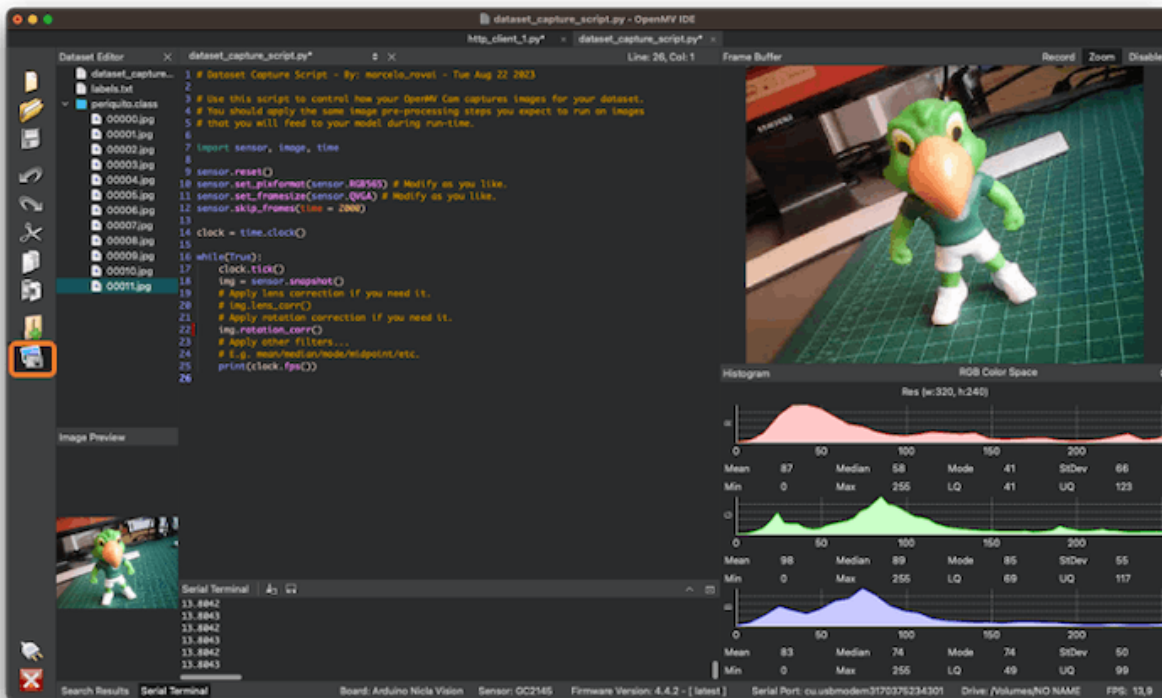 dataset_capture_script.py - OpenMV IDE
http_client_1.py* × dataset_capture_script.py* ×
Dataset Editor
dataset_capture...
labels.txt
periquito.class
00000.jpg
00001.jpg
00002.jpg
00003.jpg
00004.jpg
00005.jpg
00006.jpg
00007.jpg
00008.jpg
00009.jpg
00010.jpg
00011.jpg
Image Preview
dataset_capture_script.py*
Line: 26, Col: 1
1 # Dataset Capture Script - By: marcelo_rovai - Tue Aug 22 2023
2
3 # Use this script to control how your OpenMV Cam captures images for your dataset.
4 # You should apply the same image pre-processing steps you expect to run on images
5 # that you will feed to your model during run-time.
6
7 import sensor, image, time
8
9 sensor.reset()
10 sensor.set_pixformat(sensor.RGB565) # Modify as you like.
11 sensor.set_framesize(sensor.QVGA) # Modify as you like.
12 sensor.skip_frames(time = 2000)
13
14 clock = time.clock()
15
16 while(True):
17 clock.tick()
18 img = sensor.snapshot()
19 # Apply lens correction if you need it.
20 # img.lens_corr()
21 # Apply rotation correction if you need it.
22 img.rotation_corr()
23 # Apply other filters...
24 # E.g. mean/median/mode/midpoint/etc.
25 print(clock.fps())
26
Serial Terminal
13.8042
13.8043
13.8042
13.8043
13.8042
13.8043
Frame Buffer Record Zoom Disable
SAMSUNG
Histogram RGB Color Space
Res (w:320, h:240)
R
0 50 100 150 200
Mean 87 Median 58 Mode 41 StDev 66
Min 0 Max 255 LQ 41 UQ 123
G
0 50 100 150 200
Mean 98 Median 89 Mode 85 StDev 55
Min 0 Max 255 LQ 69 UQ 117
B
0 50 100 150 200
Mean 83 Median 74 Mode 74 StDev 50
Min 0 Max 255 LQ 49 UQ 99
Search Results Serial Terminal Board: Arduino Nicla Vision Sensor: GC2145 Firmware Version: 4.4.2 - [ latest ] Serial Port: cu.usbmodem3170375234301 Drive: /Volumes/NO NAME FPS: 13,8